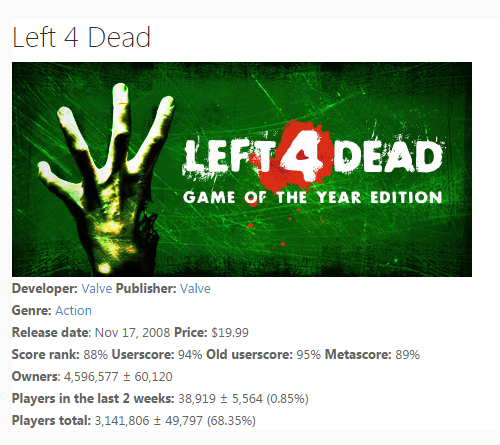 Left 4 Dead
LEFT 4 DEAD
GAME OF THE YEAR EDITION
Developer: Valve Publisher: Valve
Genre: Action
Release date: Nov 17, 2008 Price: $19.99
Score rank: 88% Userscore: 94% Old userscore: 95% Metascore: 89%
Owners: 4,596,577 ± 60,120
Players in the last 2 weeks: 38,919 ± 5,564 (0.85%)
Players total: 3,141,806 ± 49,797 (68.35%)